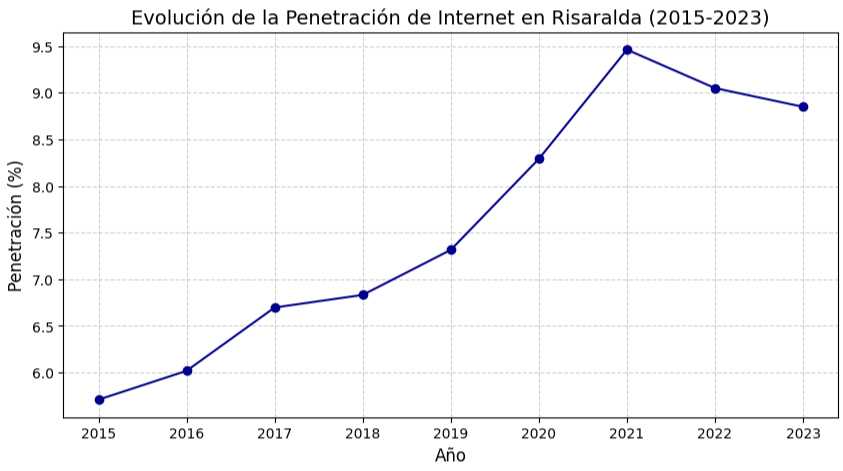 Evolución de la Penetración de Internet en Risaralda (2015-2023)
Penetración (%)
9.5
9.0
8.5
8.0
7.5
7.0
6.5
6.0
2015 2016 2017 2018 2019 2020 2021 2022 2023
Año